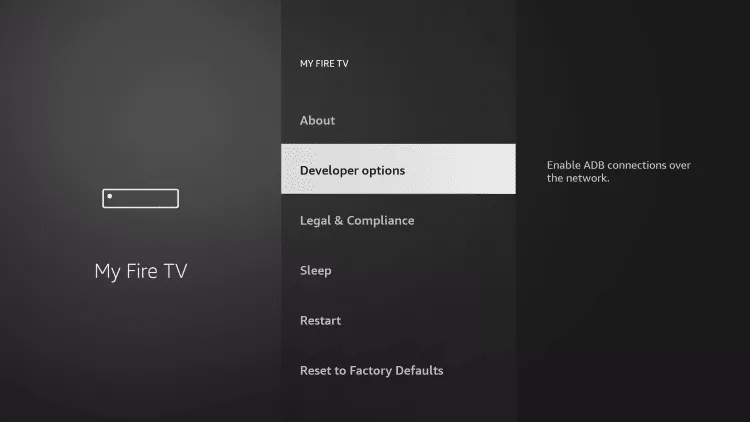 MY FIRE TV
About
Developer options
Legal & Compliance
Sleep
Restart
Reset to Factory Defaults
My Fire TV
Enable ADB connections over
the network.